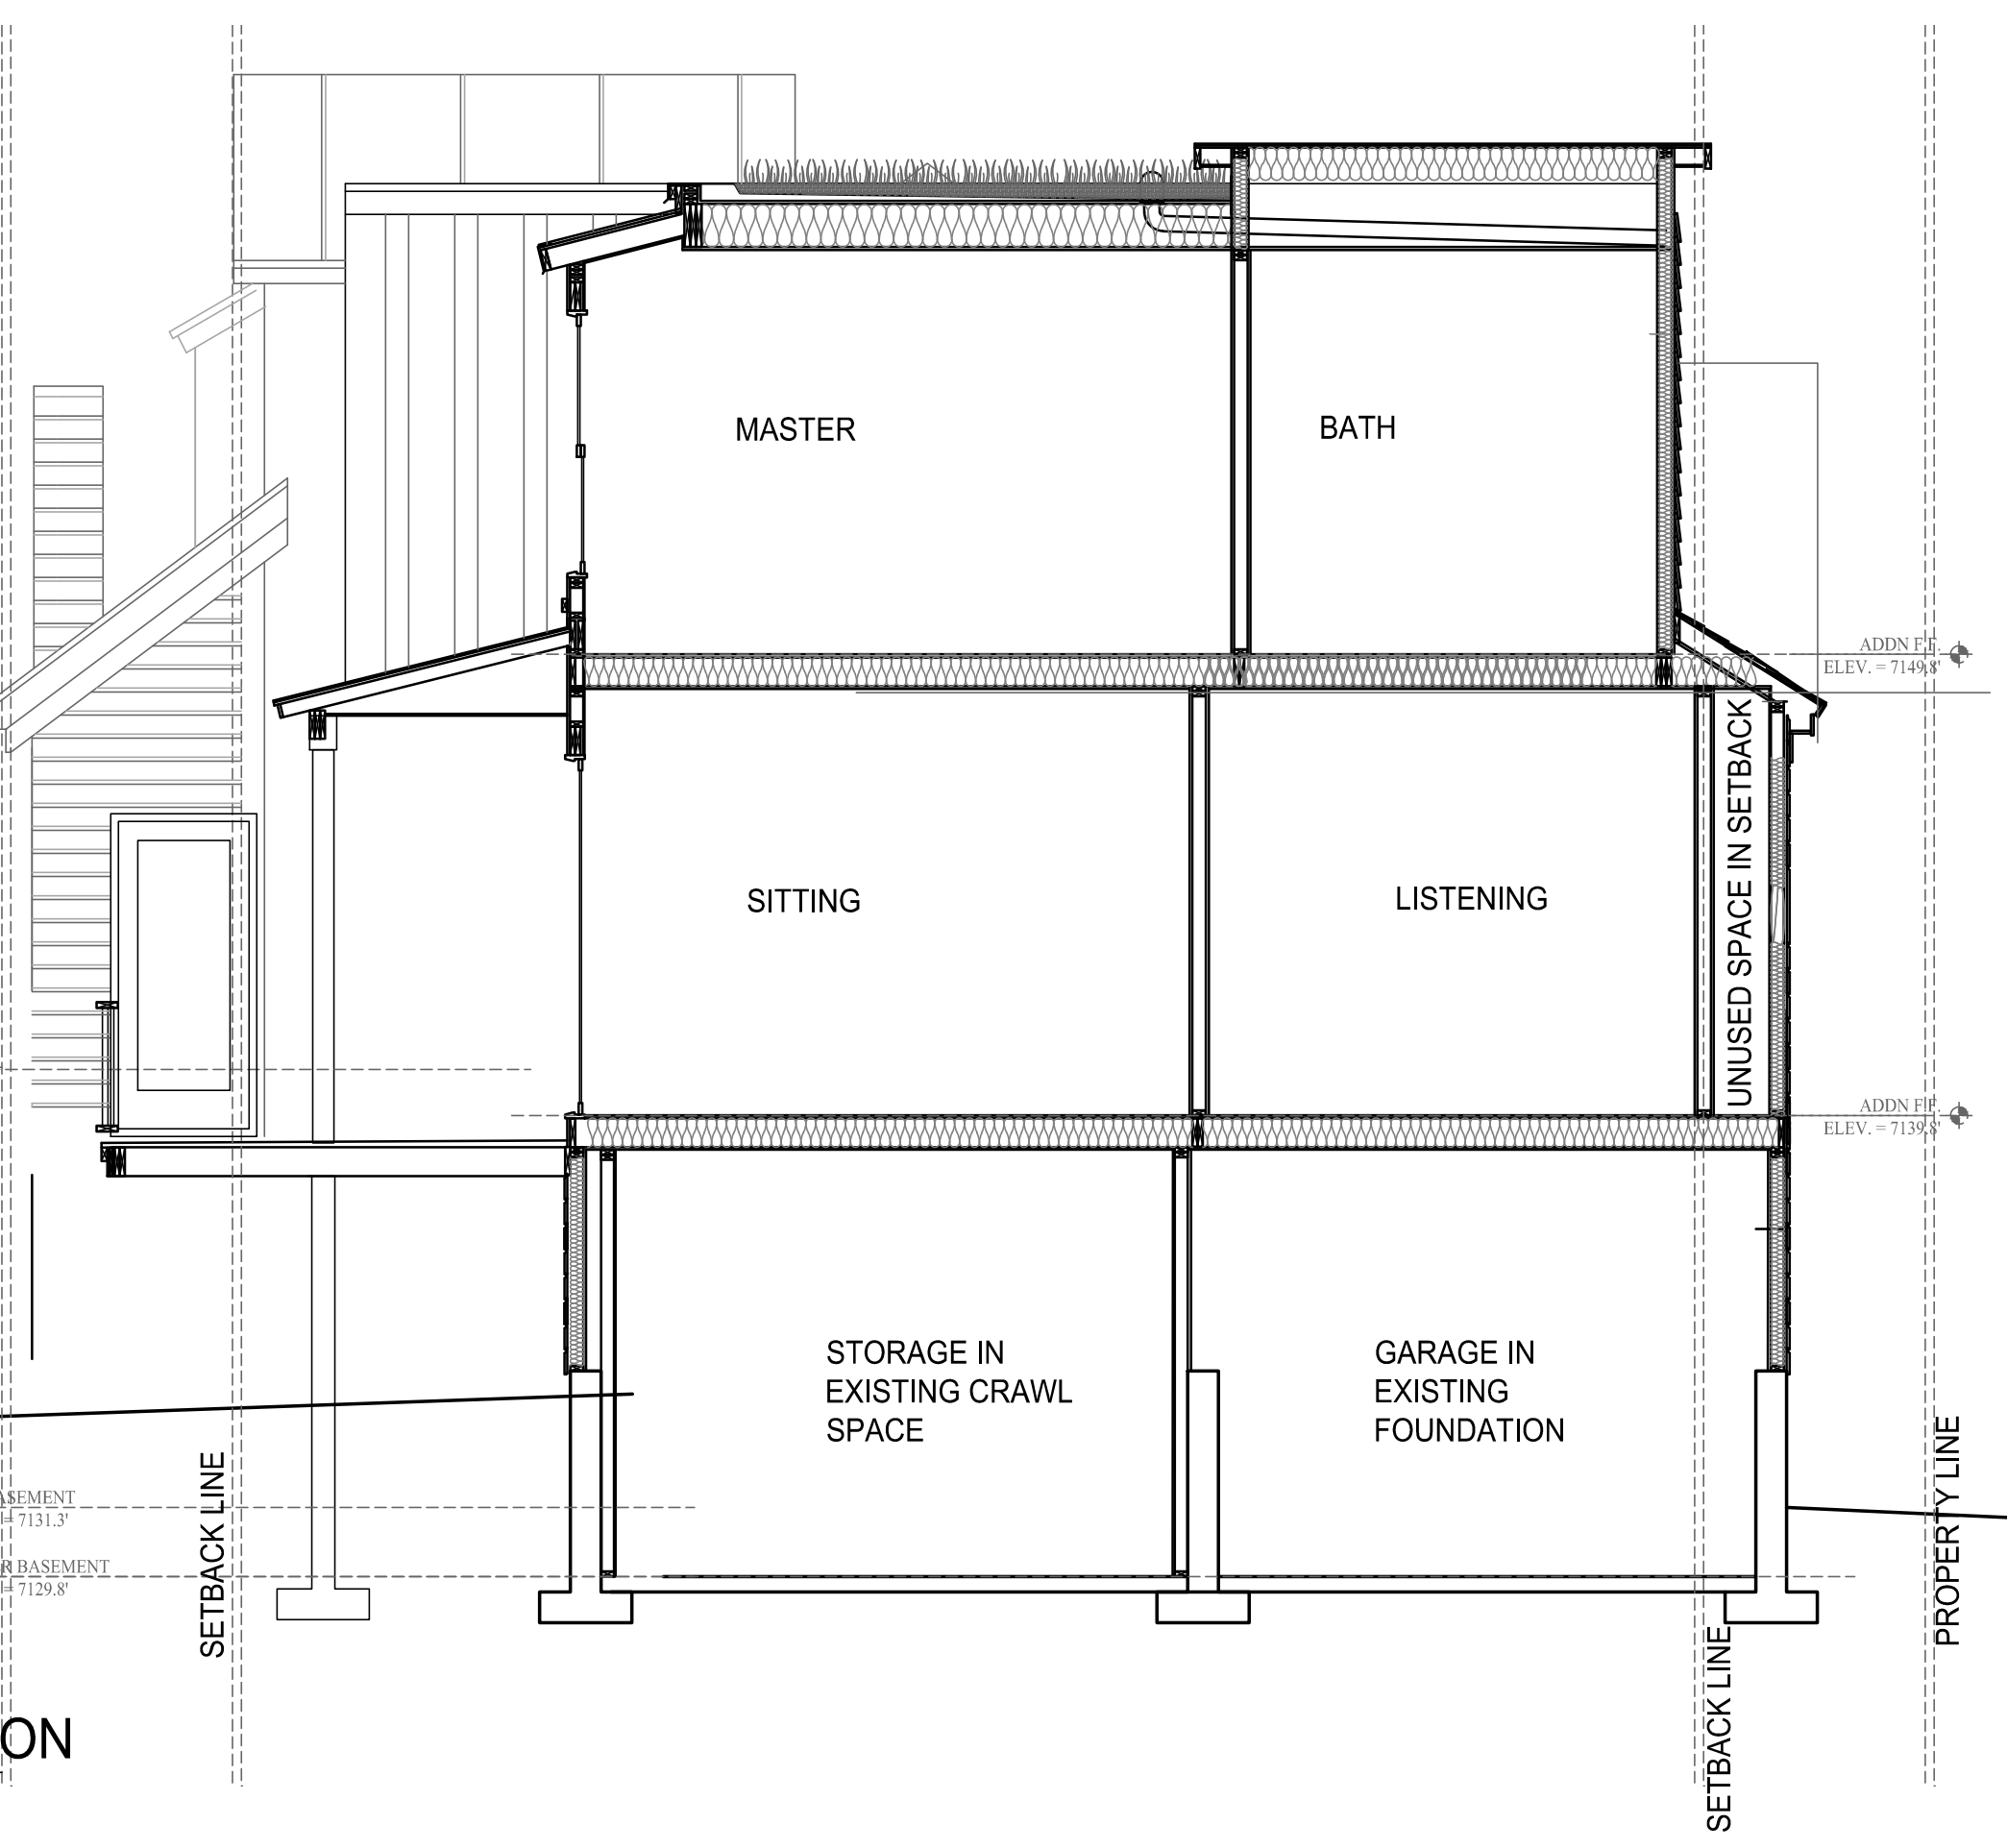 MASTER
BATH
ADDN F.F.
ELEV. = 7149.8'
UNUSED SPACE IN SETBACK
SITTING
LISTENING
ADDN F.F.
ELEV. = 7139.8'
STORAGE IN
EXISTING CRAWL
SPACE
GARAGE IN
EXISTING
FOUNDATION
SETBACK LINE
PROPERTY LINE
ASEMENT
= 7131.3'
R BASEMENT
= 7129.8'
SETBACK LINE
ON